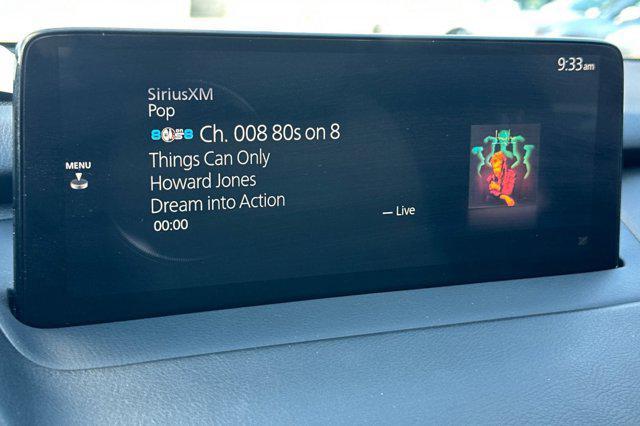 9:33am
SiriusXM
Pop
Ch. 008 80s on 8
MENU
Things Can Only
Howard Jones
Dream into Action
00:00
Live